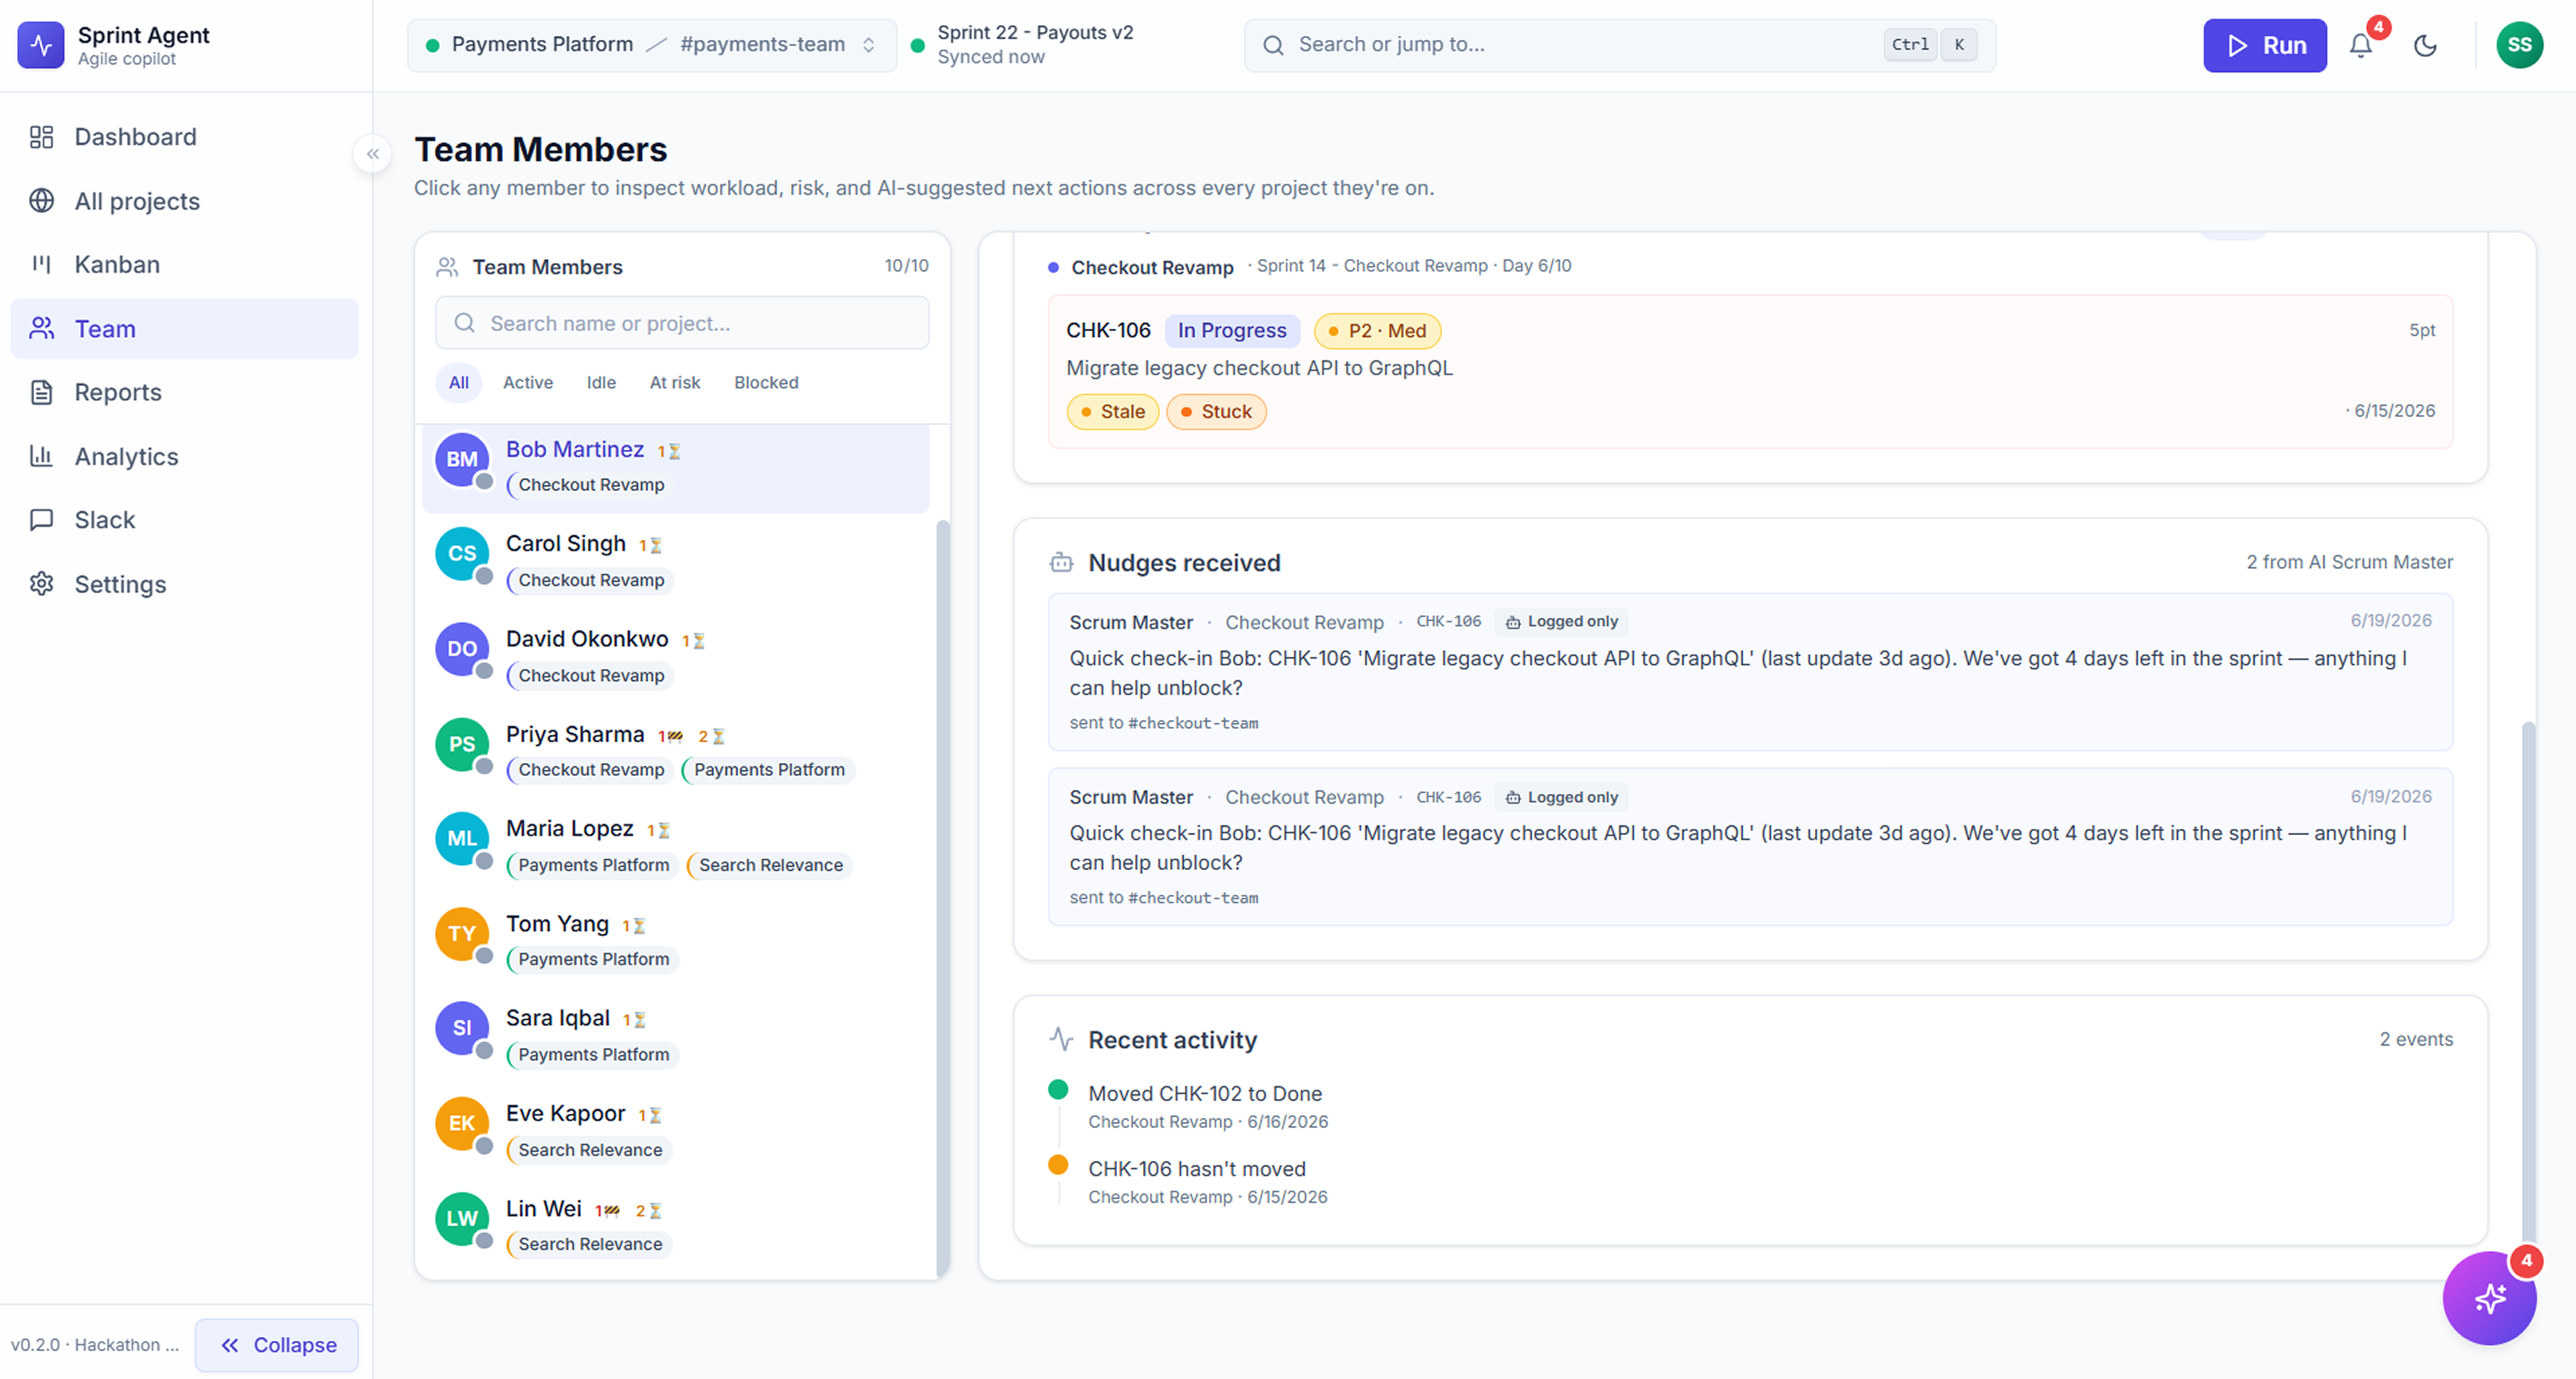 Sprint Agent
Agile copilot
Payments Platform / #payments-team
Sprint 22 - Payouts v2
Synced now
Search or jump to...
Ctrl K
Run
4
SS
Dashboard
All projects
Kanban
Team
Reports
Analytics
Slack
Settings
v0.2.0 · Hackathon ...
Collapse
Team Members
Click any member to inspect workload, risk, and AI-suggested next actions across every project they're on.
Team Members
10/10
Search name or project...
All Active Idle At risk Blocked
BM
Bob Martinez 1
Checkout Revamp
CS
Carol Singh 1
Checkout Revamp
DO
David Okonkwo 1
Checkout Revamp
PS
Priya Sharma 1 2
Checkout Revamp Payments Platform
ML
Maria Lopez 1
Payments Platform Search Relevance
TY
Tom Yang 1
Payments Platform
SI
Sara Iqbal 1
Payments Platform
EK
Eve Kapoor 1
Search Relevance
LW
Lin Wei 1 2
Search Relevance
Checkout Revamp · Sprint 14 - Checkout Revamp · Day 6/10
CHK-106 In Progress P2 · Med 5pt
Migrate legacy checkout API to GraphQL
Stale Stuck · 6/15/2026
Nudges received 2 from AI Scrum Master
Scrum Master · Checkout Revamp · CHK-106 Logged only 6/19/2026
Quick check-in Bob: CHK-106 'Migrate legacy checkout API to GraphQL' (last update 3d ago). We've got 4 days left in the sprint — anything I
can help unblock?
sent to #checkout-team
Scrum Master · Checkout Revamp · CHK-106 Logged only 6/19/2026
Quick check-in Bob: CHK-106 'Migrate legacy checkout API to GraphQL' (last update 3d ago). We've got 4 days left in the sprint — anything I
can help unblock?
sent to #checkout-team
Recent activity 2 events
Moved CHK-102 to Done
Checkout Revamp · 6/16/2026
CHK-106 hasn't moved
Checkout Revamp · 6/15/2026
4